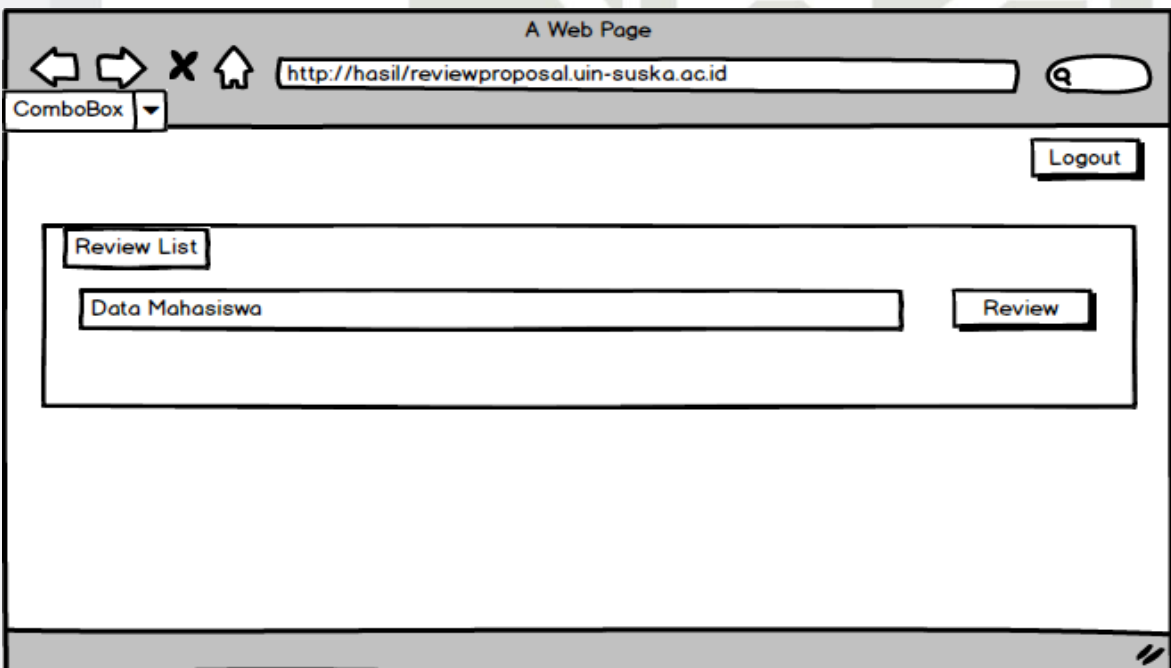 A Web Page
http://hasil/reviewproposal.uin-suska.ac.id
ComboBox
Logout
Review List
Data Mahasiswa
Review